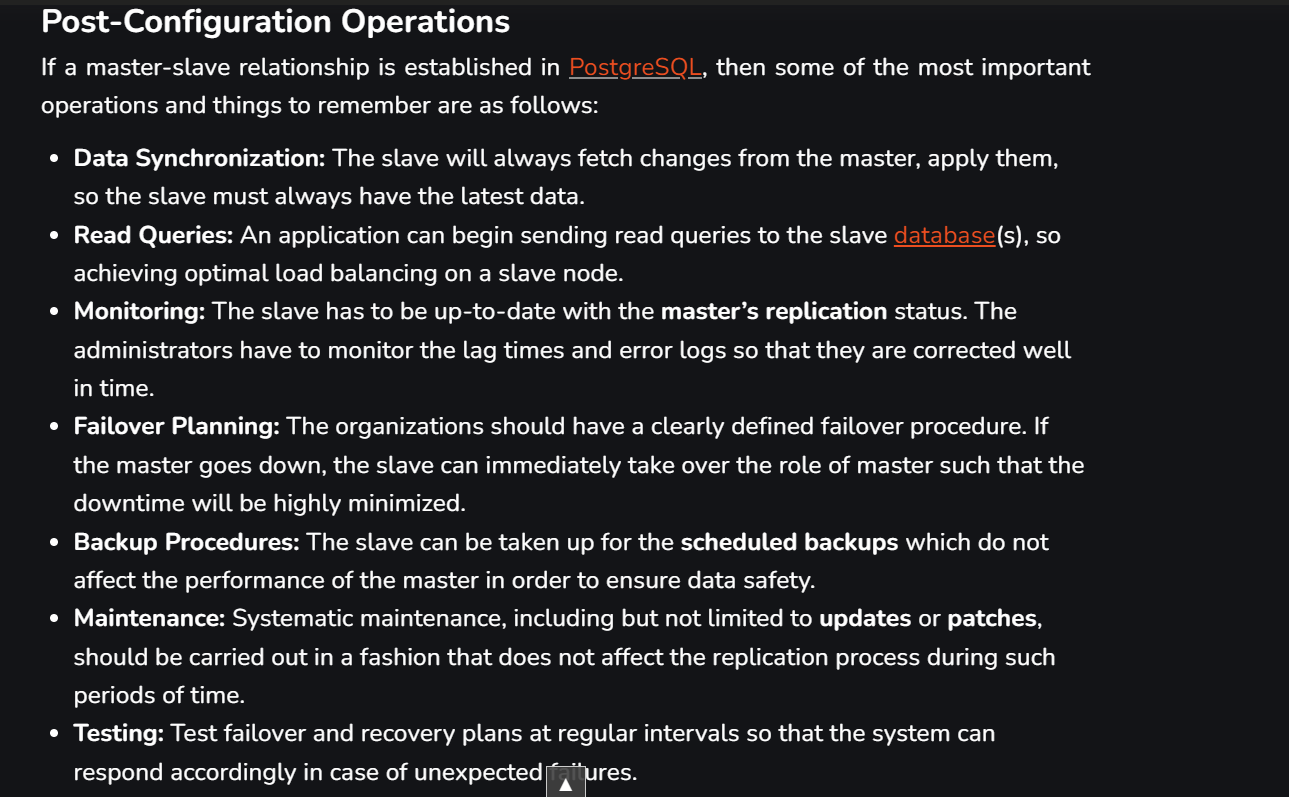 Post-Configuration Operations
If a master-slave relationship is established in PostgreSQL, then some of the most important
operations and things to remember are as follows:
• Data Synchronization: The slave will always fetch changes from the master, apply them,
so the slave must always have the latest data.
• Read Queries: An application can begin sending read queries to the slave database(s), so
achieving optimal load balancing on a slave node.
• Monitoring: The slave has to be up-to-date with the master’s replication status. The
administrators have to monitor the lag times and error logs so that they are corrected well
in time.
• Failover Planning: The organizations should have a clearly defined failover procedure. If
the master goes down, the slave can immediately take over the role of master such that the
downtime will be highly minimized.
• Backup Procedures: The slave can be taken up for the scheduled backups which do not
affect the performance of the master in order to ensure data safety.
• Maintenance: Systematic maintenance, including but not limited to updates or patches,
should be carried out in a fashion that does not affect the replication process during such
periods of time.
• Testing: Test failover and recovery plans at regular intervals so that the system can
respond accordingly in case of unexpected failures.